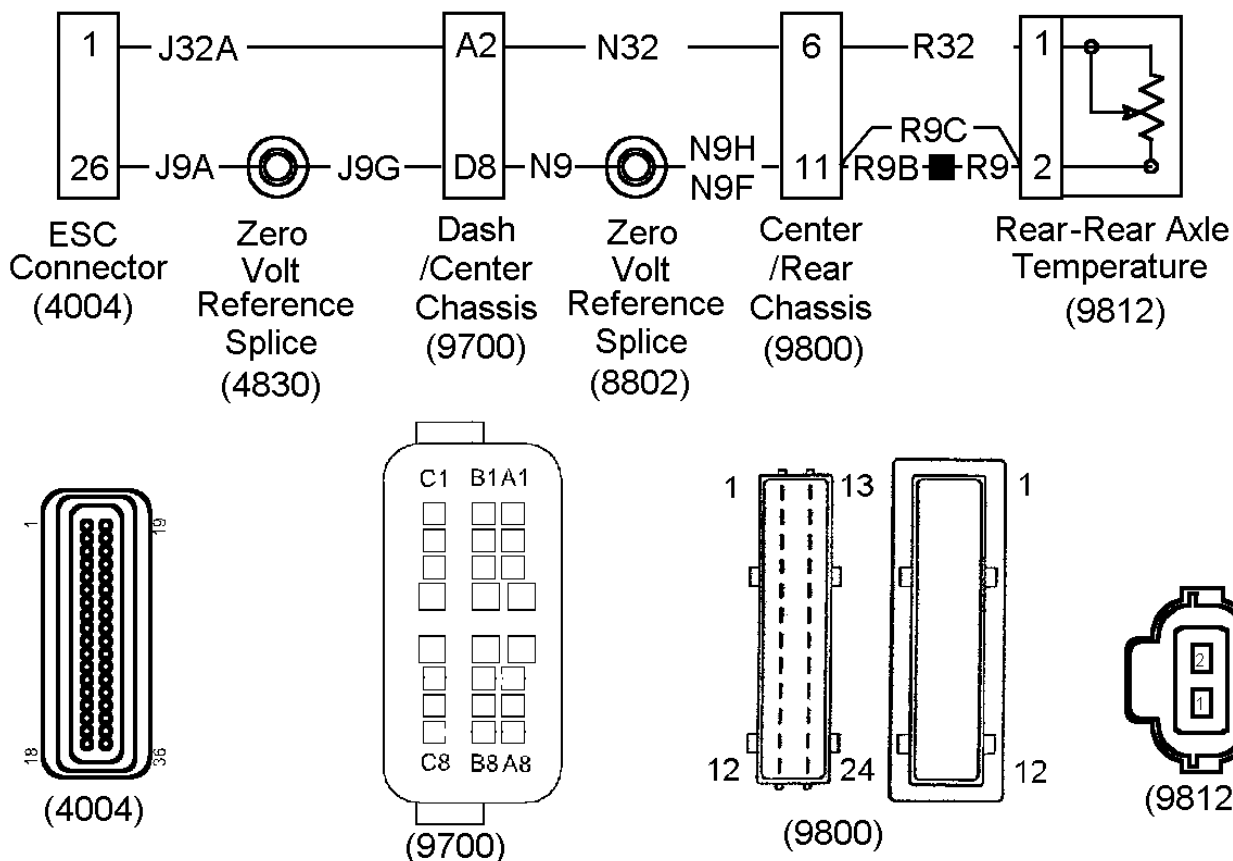 1 J32A A2 N32 6 R32 1
R9C
N9H
26 J9A J9G D8 N9 11 R9B R9 2
N9F
ESC
Connector
(4004)
Zero
Volt
Reference
Splice
(4830)
Dash
/Center
Chassis
(9700)
Zero
Volt
Reference
Splice
(8802)
Center
/Rear
Chassis
(9800)
Rear-Rear Axle
Temperature
(9812)
1 19
18 36
(4004)
C1 B1 A1
C8 B8 A8
(9700)
1 13 1
12 24 12
(9800)
2
1
(9812